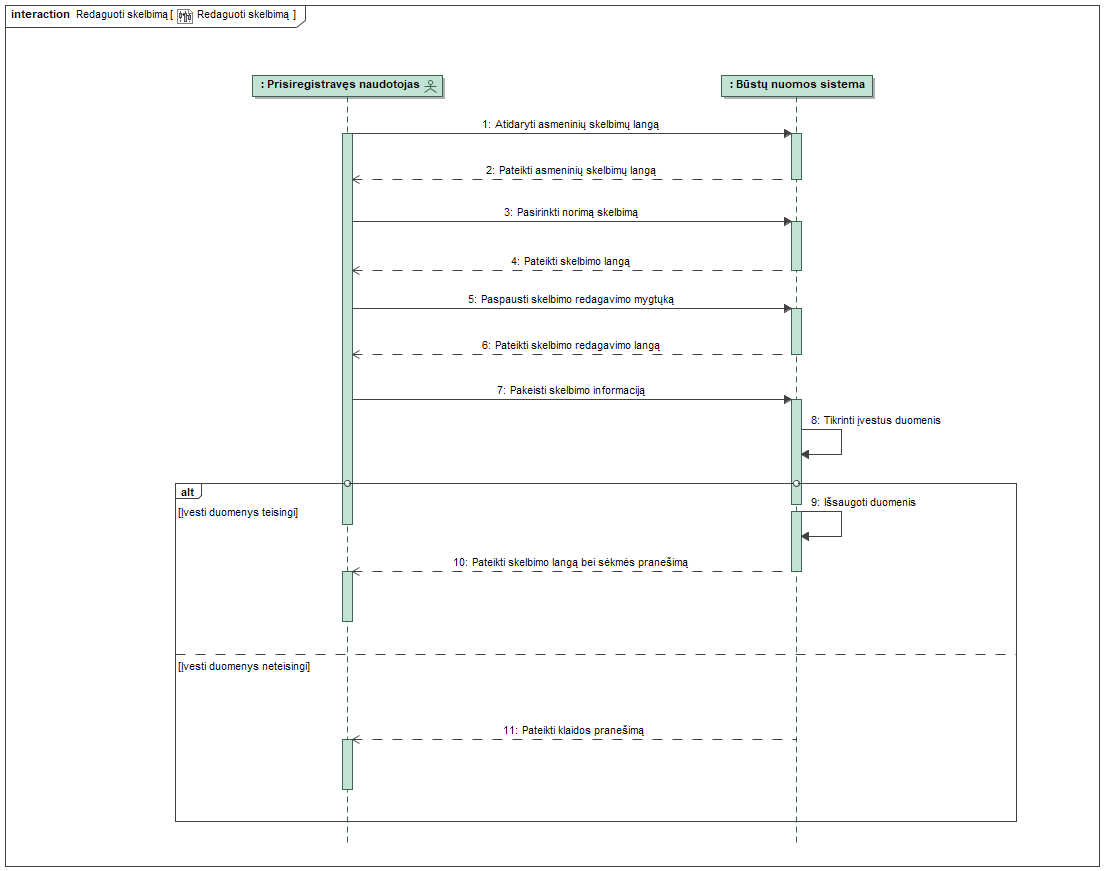 interaction Redaguoti skelbimą [ Redaguoti skelbimą ]
: Prisiregistravęs naudotojas
: Būstų nuomos sistema
1: Atidaryti asmeninių skelbimų langą
2: Pateikti asmeninių skelbimų langą
3: Pasirinkti norimą skelbimą
4: Pateikti skelbimo langą
5: Paspausti skelbimo redagavimo mygtųką
6: Pateikti skelbimo redagavimo langą
7: Pakeisti skelbimo informaciją
8: Tikrinti įvestus duomenis
alt
9: Išsaugoti duomenis
[Įvesti duomenys teisingi]
10: Pateikti skelbimo langą bei sėkmės pranešimą
[Įvesti duomenys neteisingi]
11: Pateikti klaidos pranešimą